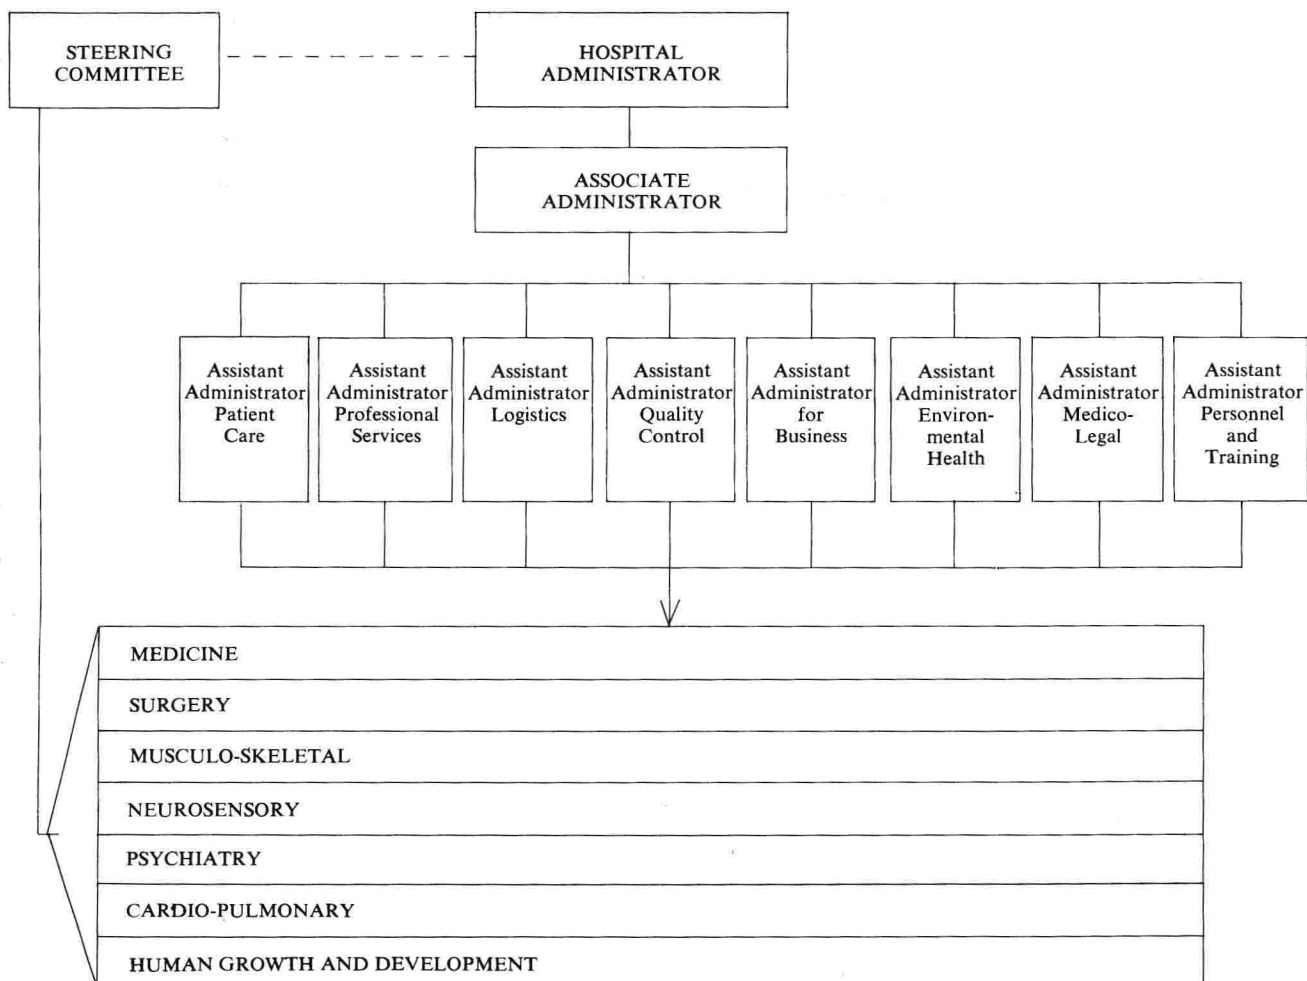 STEERING
COMMITTEE
HOSPITAL
ADMINISTRATOR
ASSOCIATE
ADMINISTRATOR
Assistant
Administrator
Patient
Care
Assistant
Administrator
Professional
Services
Assistant
Administrator
Logistics
Assistant
Administrator
Quality
Control
Assistant
Administrator
for
Business
Assistant
Administrator
Environ-
mental
Health
Assistant
Administrator
Medico-
Legal
Assistant
Administrator
Personnel
and
Training
MEDICINE
SURGERY
MUSCULO-SKELETAL
NEUROSENSORY
PSYCHIATRY
CARDIO-PULMONARY
HUMAN GROWTH AND DEVELOPMENT